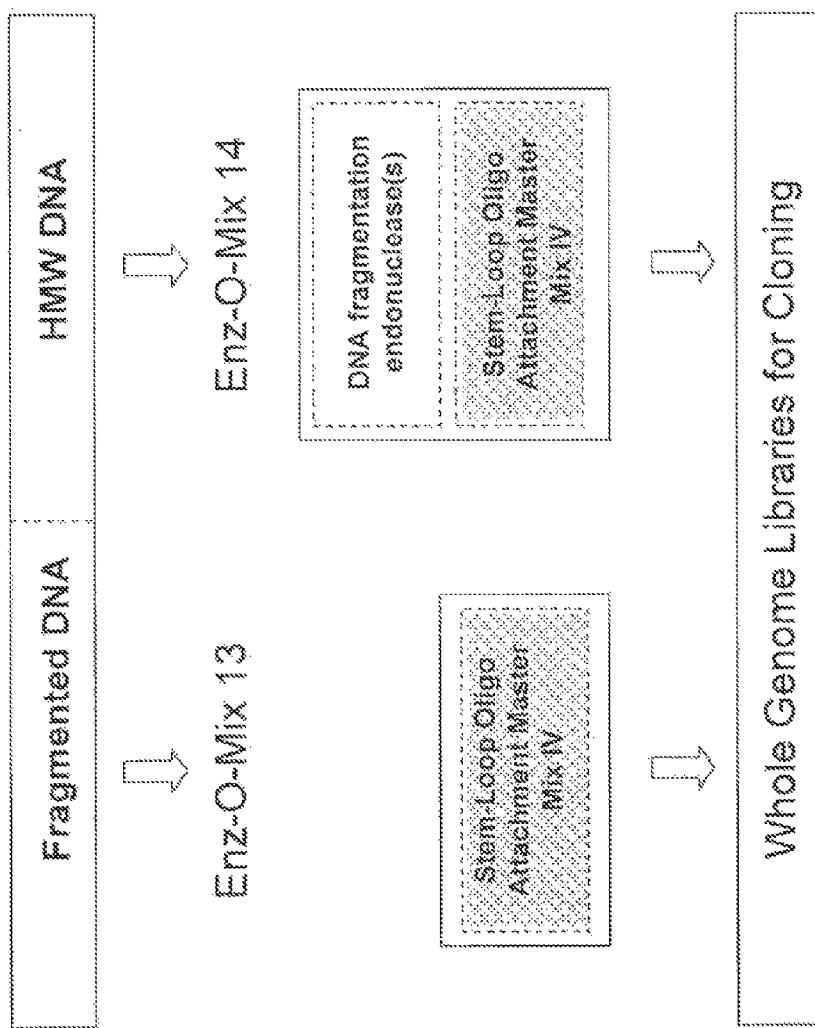 Fragmented DNA
HMW DNA
Enz-O-Mix 13
Enz-O-Mix 14
DNA fragmentation
endonuclease(s)
Stem-Loop Oligo
Attachment Master
Mix IV
Stem-Loop Oligo
Attachment Master
Mix IV
Whole Genome Libraries for Cloning